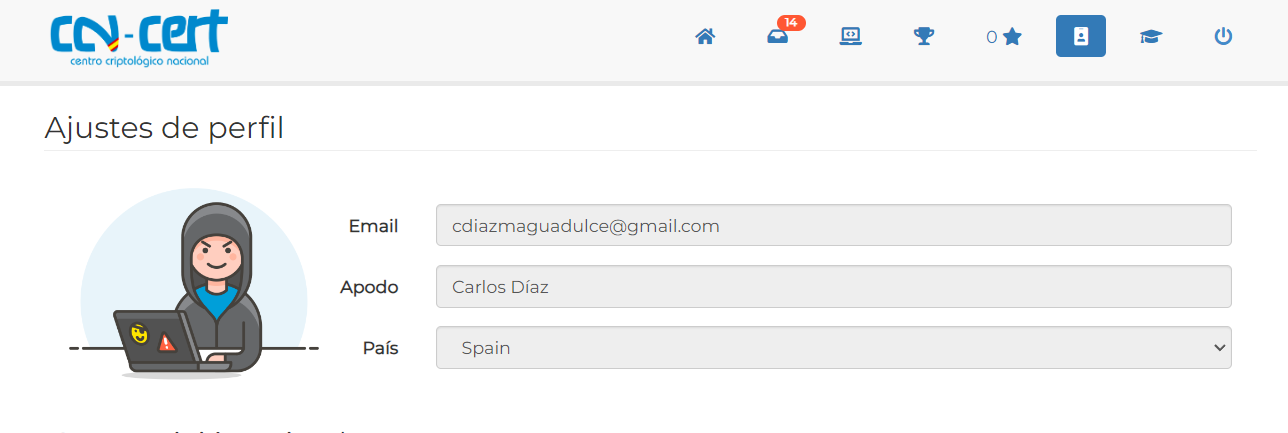 ccn-cert
centro criptológico nacional
14
0
Ajustes de perfil
Email
cdiazmaguadulce@gmail.com
Apodo
Carlos Díaz
País
Spain